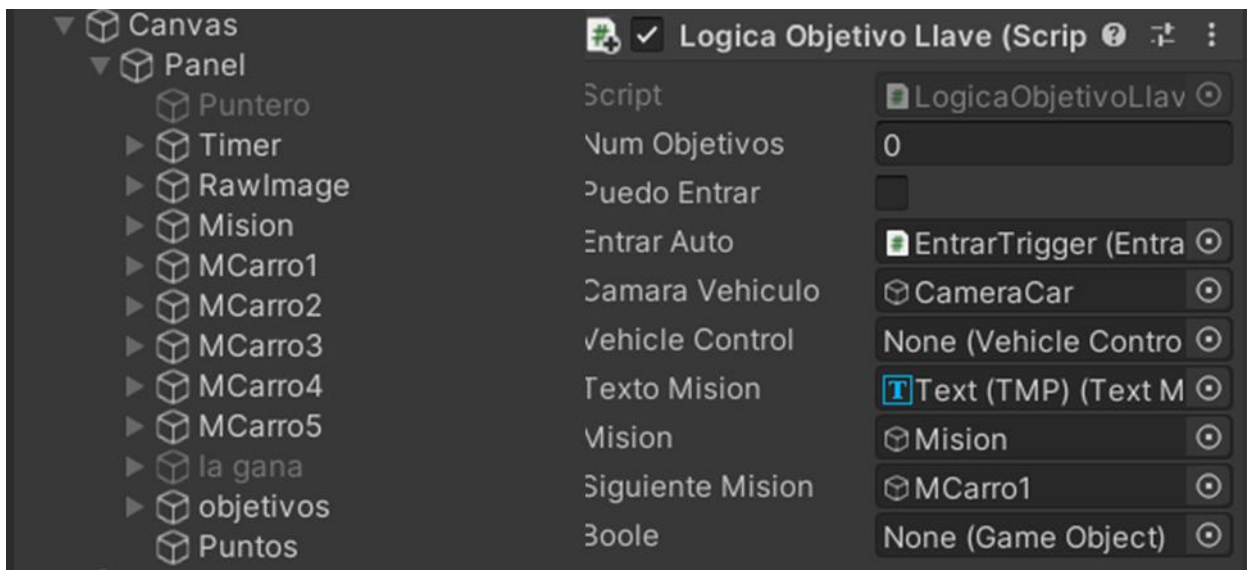 Canvas
Panel
Puntero
Timer
RawImage
Mision
MCarro1
MCarro2
MCarro3
MCarro4
MCarro5
la gana
objetivos
Puntos
# Logica Objetivo Llave (Scrip
Script # LogicaObjetivoLlav
Num Objetivos 0
Puedo Entrar
Entrar Auto # EntrarTrigger (Entra
Camara Vehiculo CameraCar
Vehicle Control None (Vehicle Contro
Texto Mision T Text (TMP) (Text M
Mision Mision
Siguiente Mision MCarro1
Boole None (Game Object)